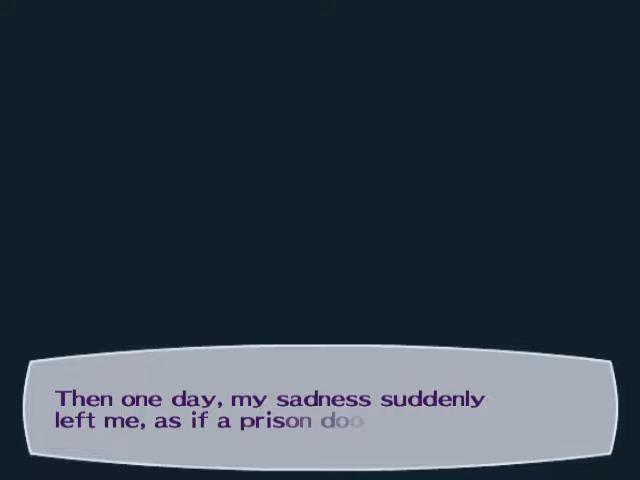 Then one day, my sadness suddenly
left me, as if a prison doo